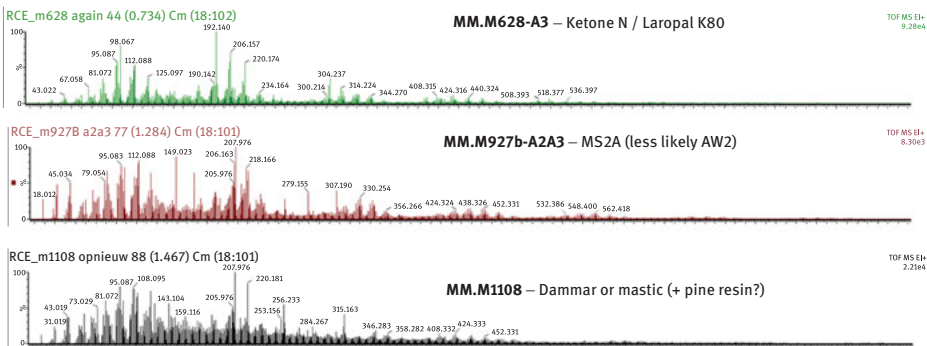 RCE_m628 again 44 (0.734) Cm (18:102)
MM.M628-A3 – Ketone N / Laropal K80
TOF MS EI+
9.28e4
100
%
0
43.022 67.058 81.072 95.087 98.067 112.088 125.097 190.142 192.140 206.157 220.174 234.164 300.214 304.237 314.224 344.270 408.315 424.316 440.324 508.393 518.377 536.397
RCE_m927B a2a3 77 (1.284) Cm (18:101)
MM.M927b-A2A3 – MS2A (less likely AW2)
TOF MS EI+
8.30e3
100
%
0
18.012 45.034 79.054 95.083 112.088 149.023 205.976 206.163 207.976 218.166 279.155 307.190 330.254 356.266 424.324 438.326 452.331 532.386 548.400 562.418
RCE_m1108 opnieuw 88 (1.467) Cm (18:101)
MM.M1108 – Dammar or mastic (+ pine resin?)
TOF MS EI+
2.21e4
100
%
0
31.019 43.019 73.029 81.072 95.087 108.095 143.104 159.116 205.976 207.976 220.181 253.156 256.233 284.267 315.163 346.283 358.282 408.332 424.333 452.331